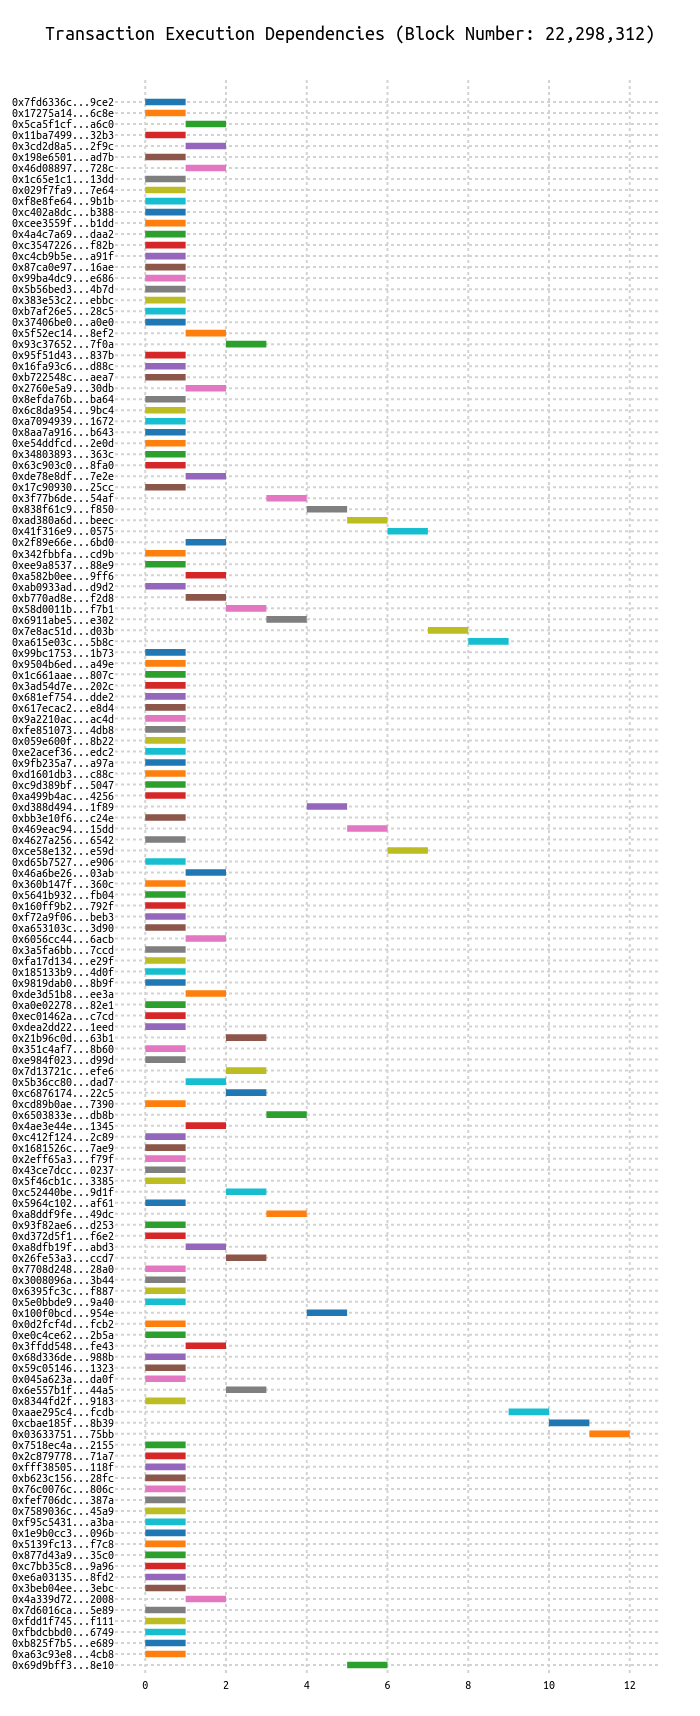 Transaction Execution Dependencies (Block Number: 22,298,312)
0x7fd6336c...9ce2
0x17275a14...6c8e
0x5ca5f1cf...a6c0
0x11ba7499...32b3
0x3cd2d8a5...2f9c
0x198e6501...ad7b
0x46d08897...728c
0x1c65e1c1...13dd
0x029f7fa9...7e64
0xf8e8fe64...9b1b
0xc402a8dc...b388
0xcee3559f...b1dd
0x4a4c7a69...daa2
0xc3547226...f82b
0xc4cb9b5e...a91f
0x87ca0e97...16ae
0x99ba4dc9...e686
0x5b56bed3...4b7d
0x383e53c2...ebbc
0xb7af26e5...28c5
0x37406be0...a0e0
0x5f52ec14...8ef2
0x93c37652...7f0a
0x95f51d43...837b
0x16fa93c6...d88c
0xb722548c...aea7
0x2760e5a9...30db
0x8efda76b...ba64
0x6c8da954...9bc4
0xa7094939...1672
0x8aa7a916...b643
0xe54ddfcd...2e0d
0x34803893...363c
0x63c903c0...8fa0
0xde78e8df...7e2e
0x17c90930...25cc
0x3f77b6de...54af
0x838f61c9...f850
0xad380a6d...beec
0x41f316e9...0575
0x2f89e66e...6bd0
0x342fbbfa...cd9b
0xee9a8537...88e9
0xa582b0ee...9ff6
0xab0933ad...d9d2
0xb770ad8e...f2d8
0x58d0011b...f7b1
0x6911abe5...e302
0x7e8ac51d...d03b
0xa615e03c...5b8c
0x99bc1753...1b73
0x9504b6ed...a49e
0x1c661aae...807c
0x3ad54d7e...202c
0x681ef754...dde2
0x617ecac2...e8d4
0x9a2210ac...ac4d
0xfe851073...4db8
0x059e600f...8b22
0xe2acef36...edc2
0x9fb235a7...a97a
0xd1601db3...c88c
0xc9d389bf...5047
0xa499b4ac...4256
0xd388d494...1f89
0xbb3e10f6...c24e
0x469eac94...15dd
0x4627a256...6542
0xce58e132...e59d
0xd65b7527...e906
0x46a6be26...03ab
0x360b147f...360c
0x5641b932...fb04
0x160ff9b2...792f
0xf72a9f06...beb3
0xa653103c...3d90
0x6056cc44...6acb
0x3a5fa6bb...7ccd
0xfa17d134...e29f
0x185133b9...4d0f
0x9819dab0...8b9f
0xde3d51b8...ee3a
0xa0e02278...82e1
0xec01462a...c7cd
0xdea2dd22...1eed
0x21b96c0d...63b1
0x351c4af7...8b60
0xe984f023...d99d
0x7d13721c...efe6
0x5b36cc80...dad7
0xc6876174...22c5
0xcd89b0ae...7390
0x6503833e...db8b
0x4ae3e44e...1345
0xc412f124...2c89
0x1681526c...7ae9
0x2eff65a3...f79f
0x43ce7dcc...0237
0x5f46cb1c...3385
0xc52440be...9d1f
0x5964c102...af61
0xa8ddf9fe...49dc
0x93f82ae6...d253
0xd372d5f1...f6e2
0xa8dfb19f...abd3
0x26fe53a3...ccd7
0x7708d248...28a0
0x3008096a...3b44
0x6395fc3c...f887
0x5e0bbde9...9a40
0x100f0bcd...954e
0x0d2fcf4d...fcb2
0xe0c4ce62...2b5a
0x3ffdd548...fe43
0x68d336de...988b
0x59c05146...1323
0x045a623a...da0f
0x6e557b1f...44a5
0x8344fd2f...9183
0xaae295c4...fcdb
0xcbae185f...8b39
0x03633751...75bb
0x7518ec4a...2155
0x2c879778...71a7
0xfff38505...118f
0xb623c156...28fc
0x76c0076c...806c
0xfef706dc...387a
0x7589036c...45a9
0xf95c5431...a3ba
0x1e9b0cc3...096b
0x5139fc13...f7c8
0x877d43a9...35c0
0xc7bb35c8...9a96
0xe6a03135...8fd2
0x3beb04ee...3ebc
0x4a339d72...2008
0x7d6016ca...5e89
0xfdd1f745...f111
0xfbdcbbd0...6749
0xb825f7b5...e689
0xa63c93e8...4cb8
0x69d9bff3...8e10
0 2 4 6 8 10 12